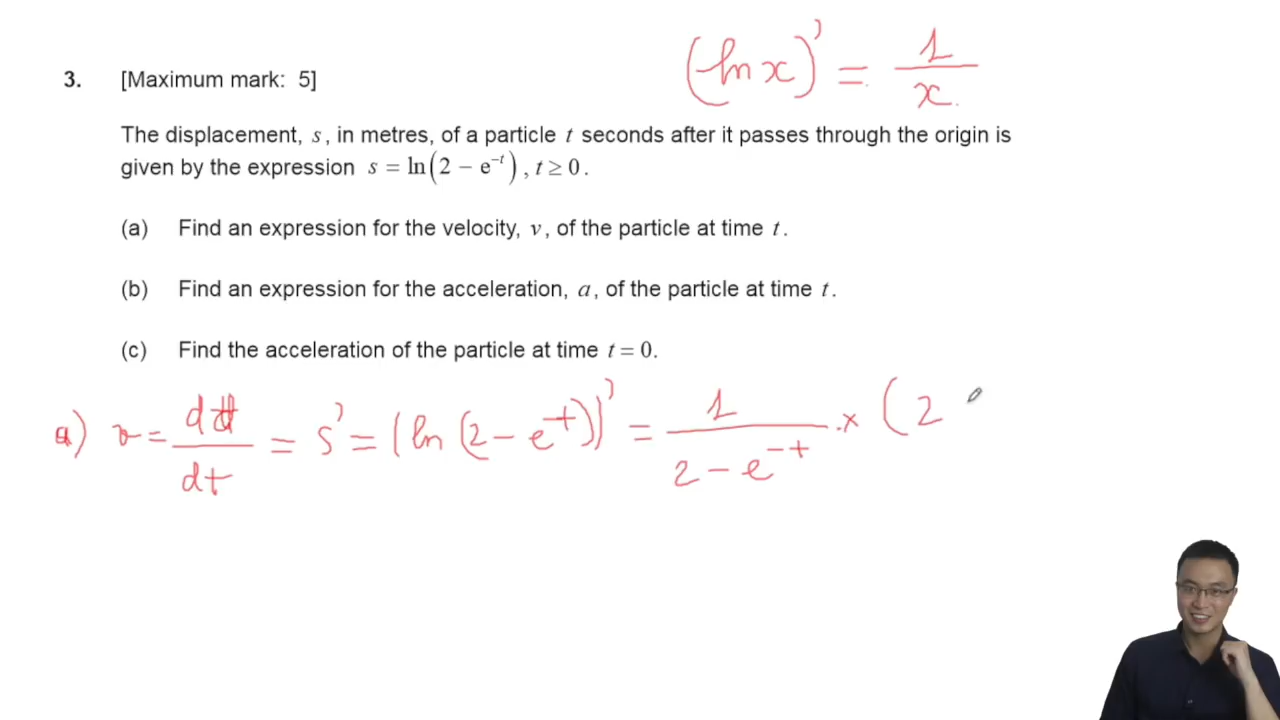 (ln x)' = 1/x
3. [Maximum mark: 5]
The displacement, s, in metres, of a particle t seconds after it passes through the origin is
given by the expression s = ln(2 − e^−t), t ≥ 0.
(a) Find an expression for the velocity, v, of the particle at time t.
(b) Find an expression for the acceleration, a, of the particle at time t.
(c) Find the acceleration of the particle at time t = 0.
a) v = /dt = s' = (ln (2 − e^−t))' = 1/(2 − e^−t) · × (2